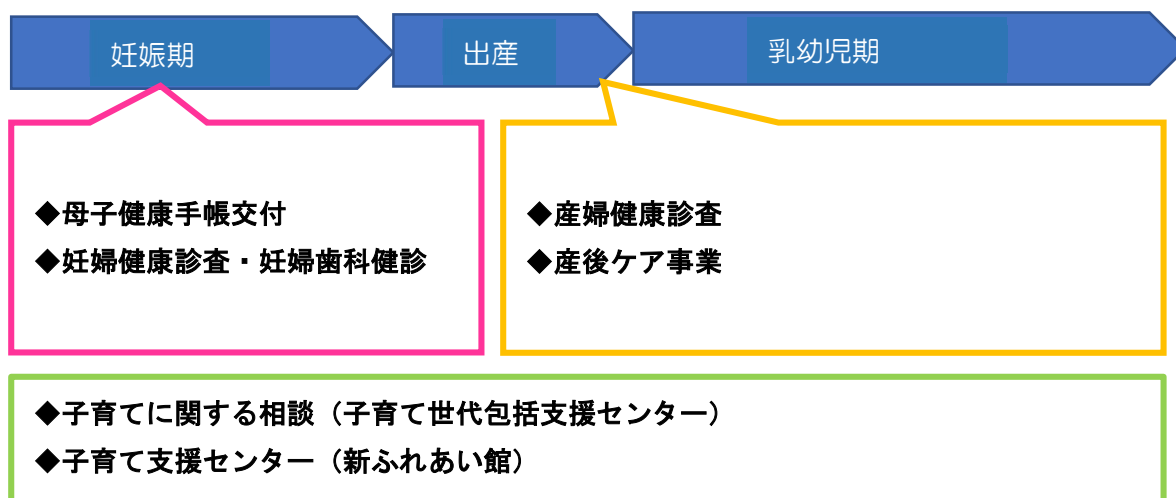 妊娠期
出産
乳幼児期
◆母子健康手帳交付
◆妊婦健康診査・妊婦歯科健診
◆産婦健康診査
◆産後ケア事業
◆子育てに関する相談（子育て世代包括支援センター）
◆子育て支援センター（新ふれあい館）